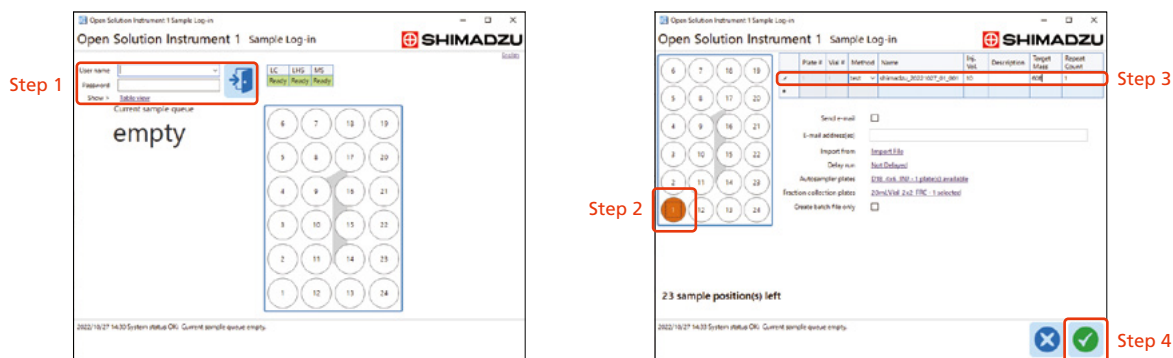 Open Solution Instrument 1 Sample Log-in
Open Solution Instrument 1 Sample Log-in
SHIMADZU
User name
Password
Show > Table view
LC LHS MS
Ready Ready Ready
Current sample queue
empty
6 7 18 19
5 8 17 20
4 9 16 21
3 10 15 22
2 11 14 23
1 12 13 24
2022/10/27 14:30 System status OK: Current sample queue empty.
Step 1
Open Solution Instrument 1 Sample Log-in
Open Solution Instrument 1 Sample Log-in
SHIMADZU
6 7 18 19
5 8 17 20
4 9 16 21
3 10 15 22
2 11 14 23
1 12 13 24
Plate # Vial # Method Name Inj. Vol. Description Target Mass Repeat Count
test shimadzu_20221027_01_001 10 1
Send e-mail
E-mail address(es)
Import from Import File
Delay run Not Delayed
Autosampler plates
Fraction collection plates 20mLVial 2x2 FRC - 1 selected
Create batch file only
23 sample position(s) left
2022/10/27 14:33 System status OK: Current sample queue empty.
Step 2
Step 3
Step 4